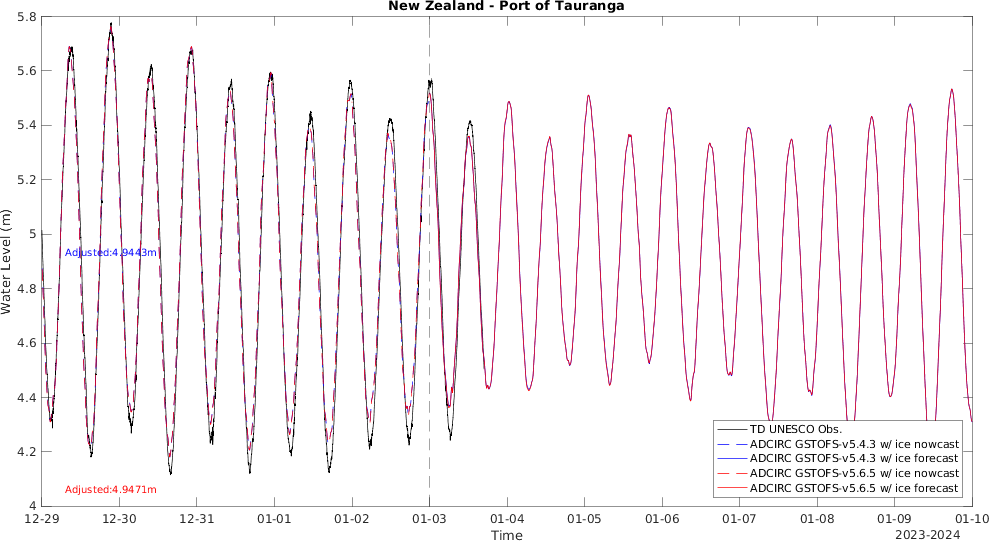 New Zealand - Port of Tauranga
5.8
5.6
5.4
5.2
5
4.8
4.6
4.4
4.2
4
Water Level (m)
Adjusted:4.9443m
Adjusted:4.9471m
TD UNESCO Obs.
ADCIRC GSTOFS-v5.4.3 w/ ice nowcast
ADCIRC GSTOFS-v5.4.3 w/ ice forecast
ADCIRC GSTOFS-v5.6.5 w/ ice nowcast
ADCIRC GSTOFS-v5.6.5 w/ ice forecast
12-29 12-30 12-31 01-01 01-02 01-03 01-04 01-05 01-06 01-07 01-08 01-09 01-10
Time
2023-2024